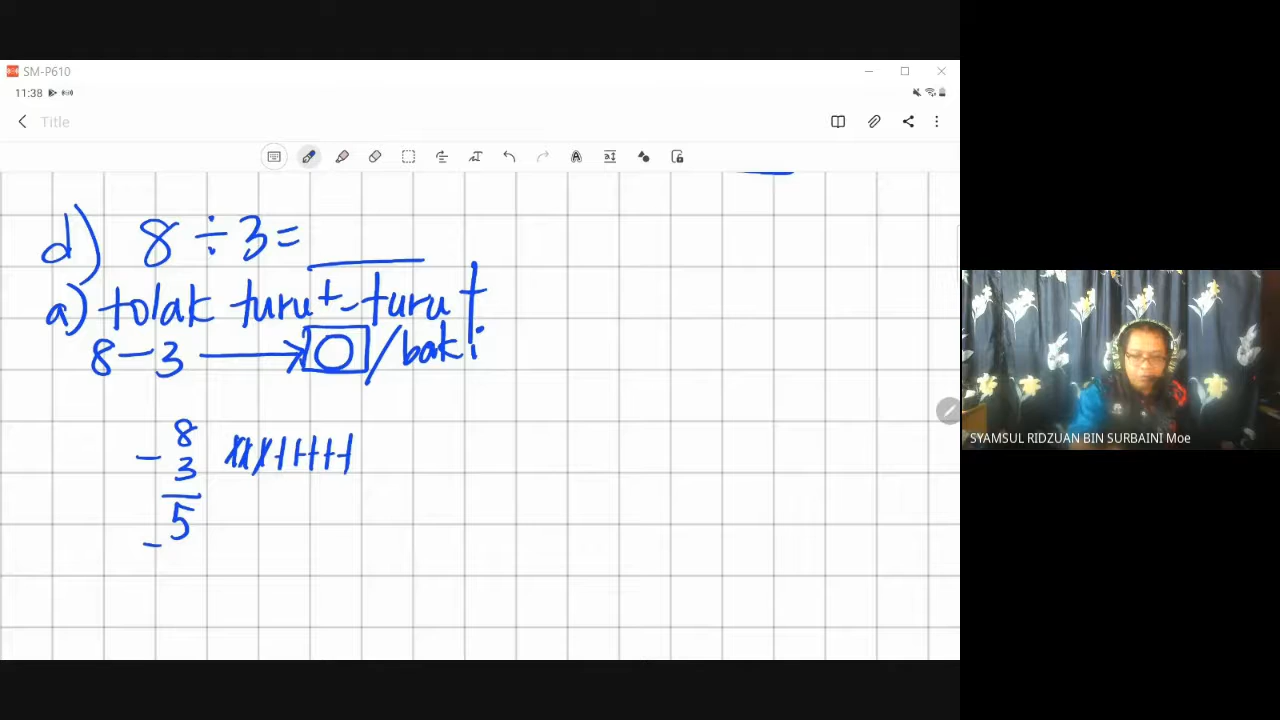 SM-P610
11:38
Title
d) 8 ÷ 3 =
a) tolak turut-turut
8 – 3 → 0 / baki
8
– 3
5
–
SYAMSUL RIDZUAN BIN SURBAINI Moe